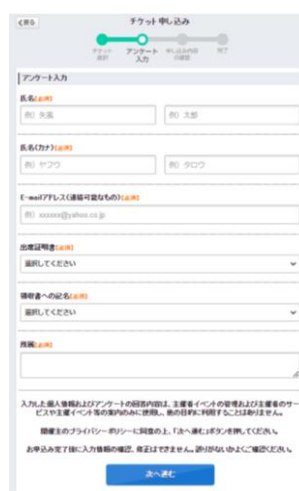 <戻る
チケット申し込み
チケット
選択
アンケート
入力
申し込み内容
の確認
完了
アンケート入力
氏名(必須)
例) 矢風
例) 太郎
氏名(カナ)(必須)
例) ヤフウ
例) タロウ
E-mailアドレス(連絡可能なもの)(必須)
例) xxxxxx@yahoo.co.jp
出席証明書(必須)
選択してください
領収書への記名(必須)
選択してください
所属(必須)
入力した個人情報およびアンケートの回答内容は、主催者イベントの管理および主催者のサー
ビスや主催イベント等の案内のみに使用し、他の目的に利用することはありません。
開催主のプライバシーポリシーに同意の上、「次へ進む」ボタンを押してください。
お申込み完了後に入力情報の確認、修正はできません。誤りがないかよくご確認ください。
次へ進む